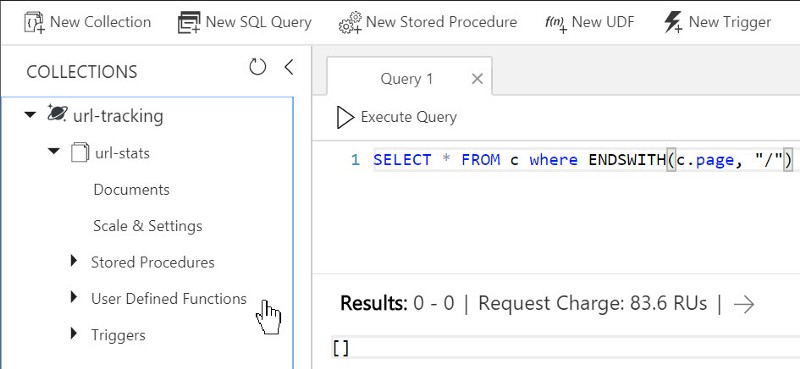 New Collection New SQL Query New Stored Procedure f(n) New UDF New Trigger
COLLECTIONS
url-tracking
url-stats
Documents
Scale & Settings
Stored Procedures
User Defined Functions
Triggers
Query 1
Execute Query
1 SELECT * FROM c where ENDSWITH(c.page, "/")
Results: 0 - 0 | Request Charge: 83.6 RUs | →
[]